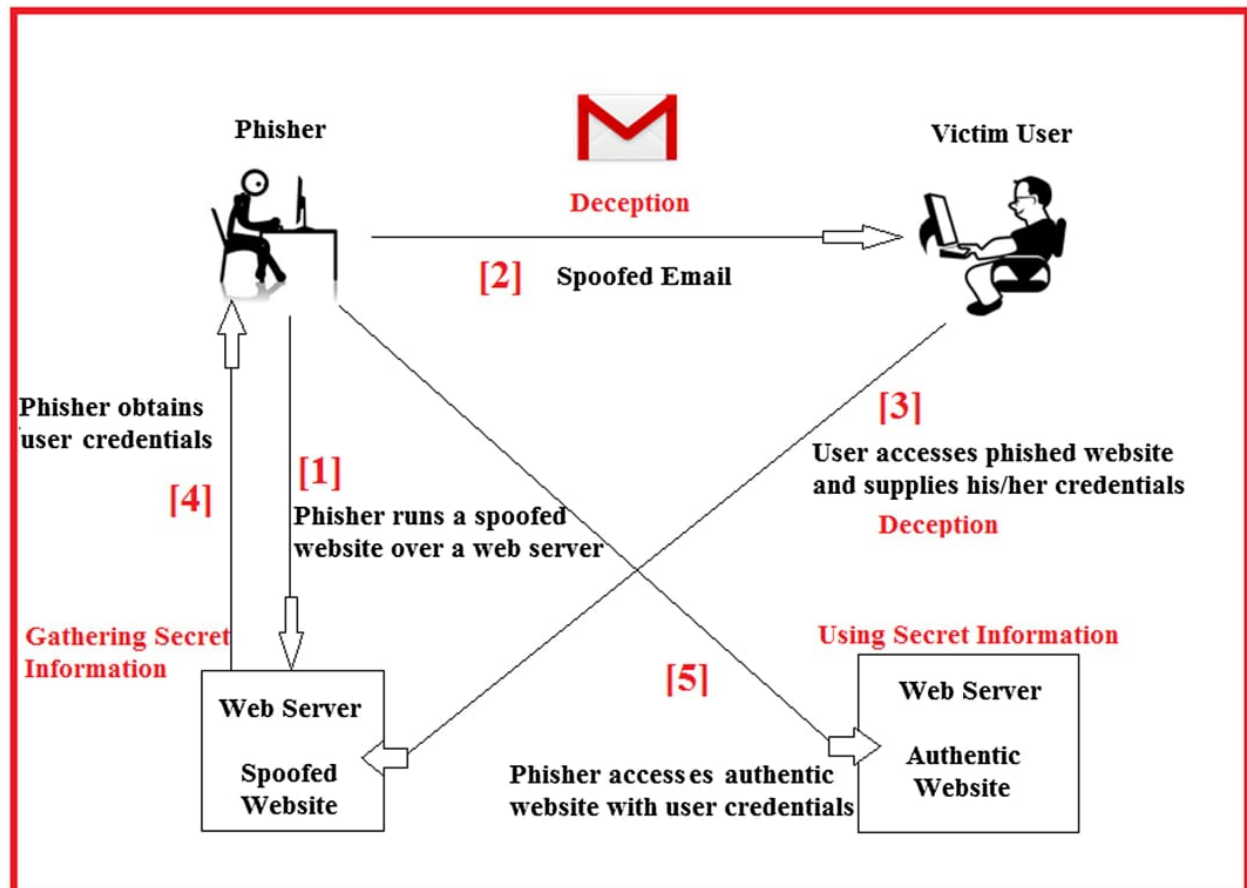 Phisher
Victim User
Deception
[2] Spoofed Email
Phisher obtains
user credentials
[4]
[1]
Phisher runs a spoofed
website over a web server
[3]
User accesses phished website
and supplies his/her credentials
Deception
Gathering Secret
Information
Web Server
Spoofed
Website
[5]
Phisher accesses authentic
website with user credentials
Using Secret Information
Web Server
Authentic
Website